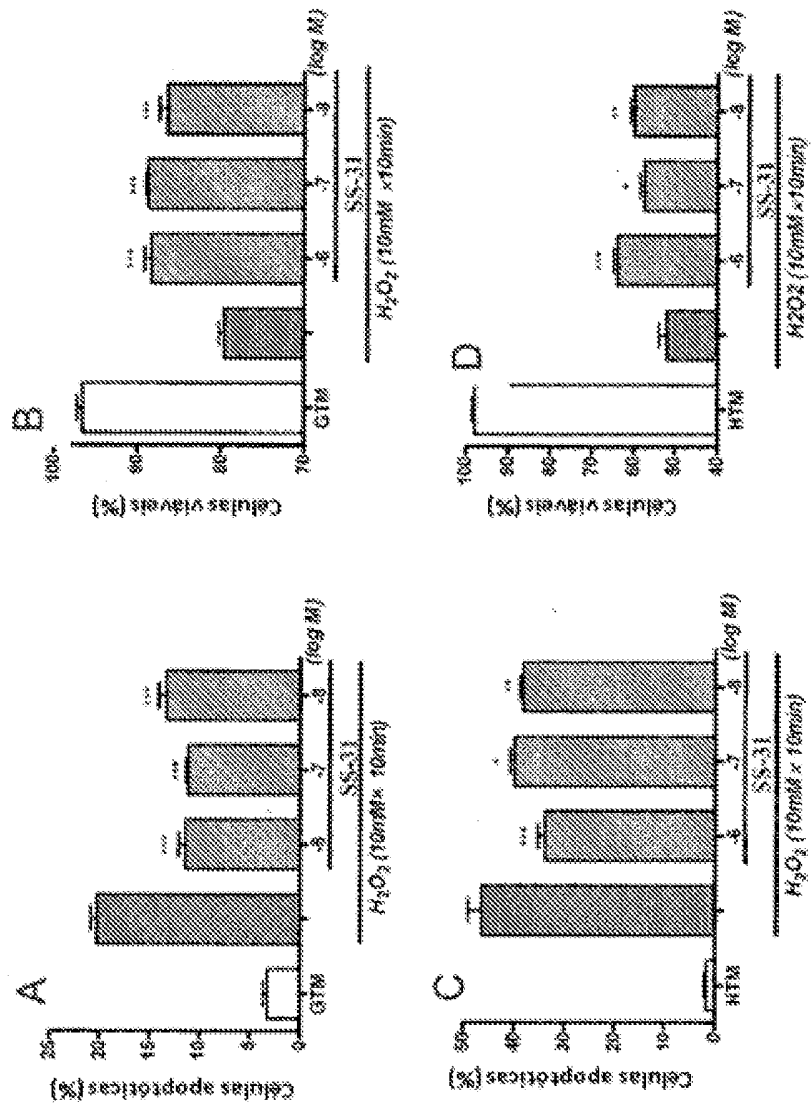 A
Células apoptóticas (%)
25
20
15
10
5
0
*** *** ***
GTM -6 -7 -8 (log M)
SS-31
H₂O₂ (10mM× 10min)
B
Células viáveis (%)
100
90
80
70
*** *** ***
GTM -6 -7 -8 (log M)
SS-31
H₂O₂ (10mM ×10min)
C
Células apoptóticas (%)
50
40
30
20
10
0
*** * **
HTM -6 -7 -8 (log M)
SS-31
H₂O₂ (10mM × 10min)
D
Células viáveis (%)
100
90
80
70
60
50
40
*** * **
HTM -6 -7 -8 (log M)
SS-31
H2O2 (10mM ×10min)